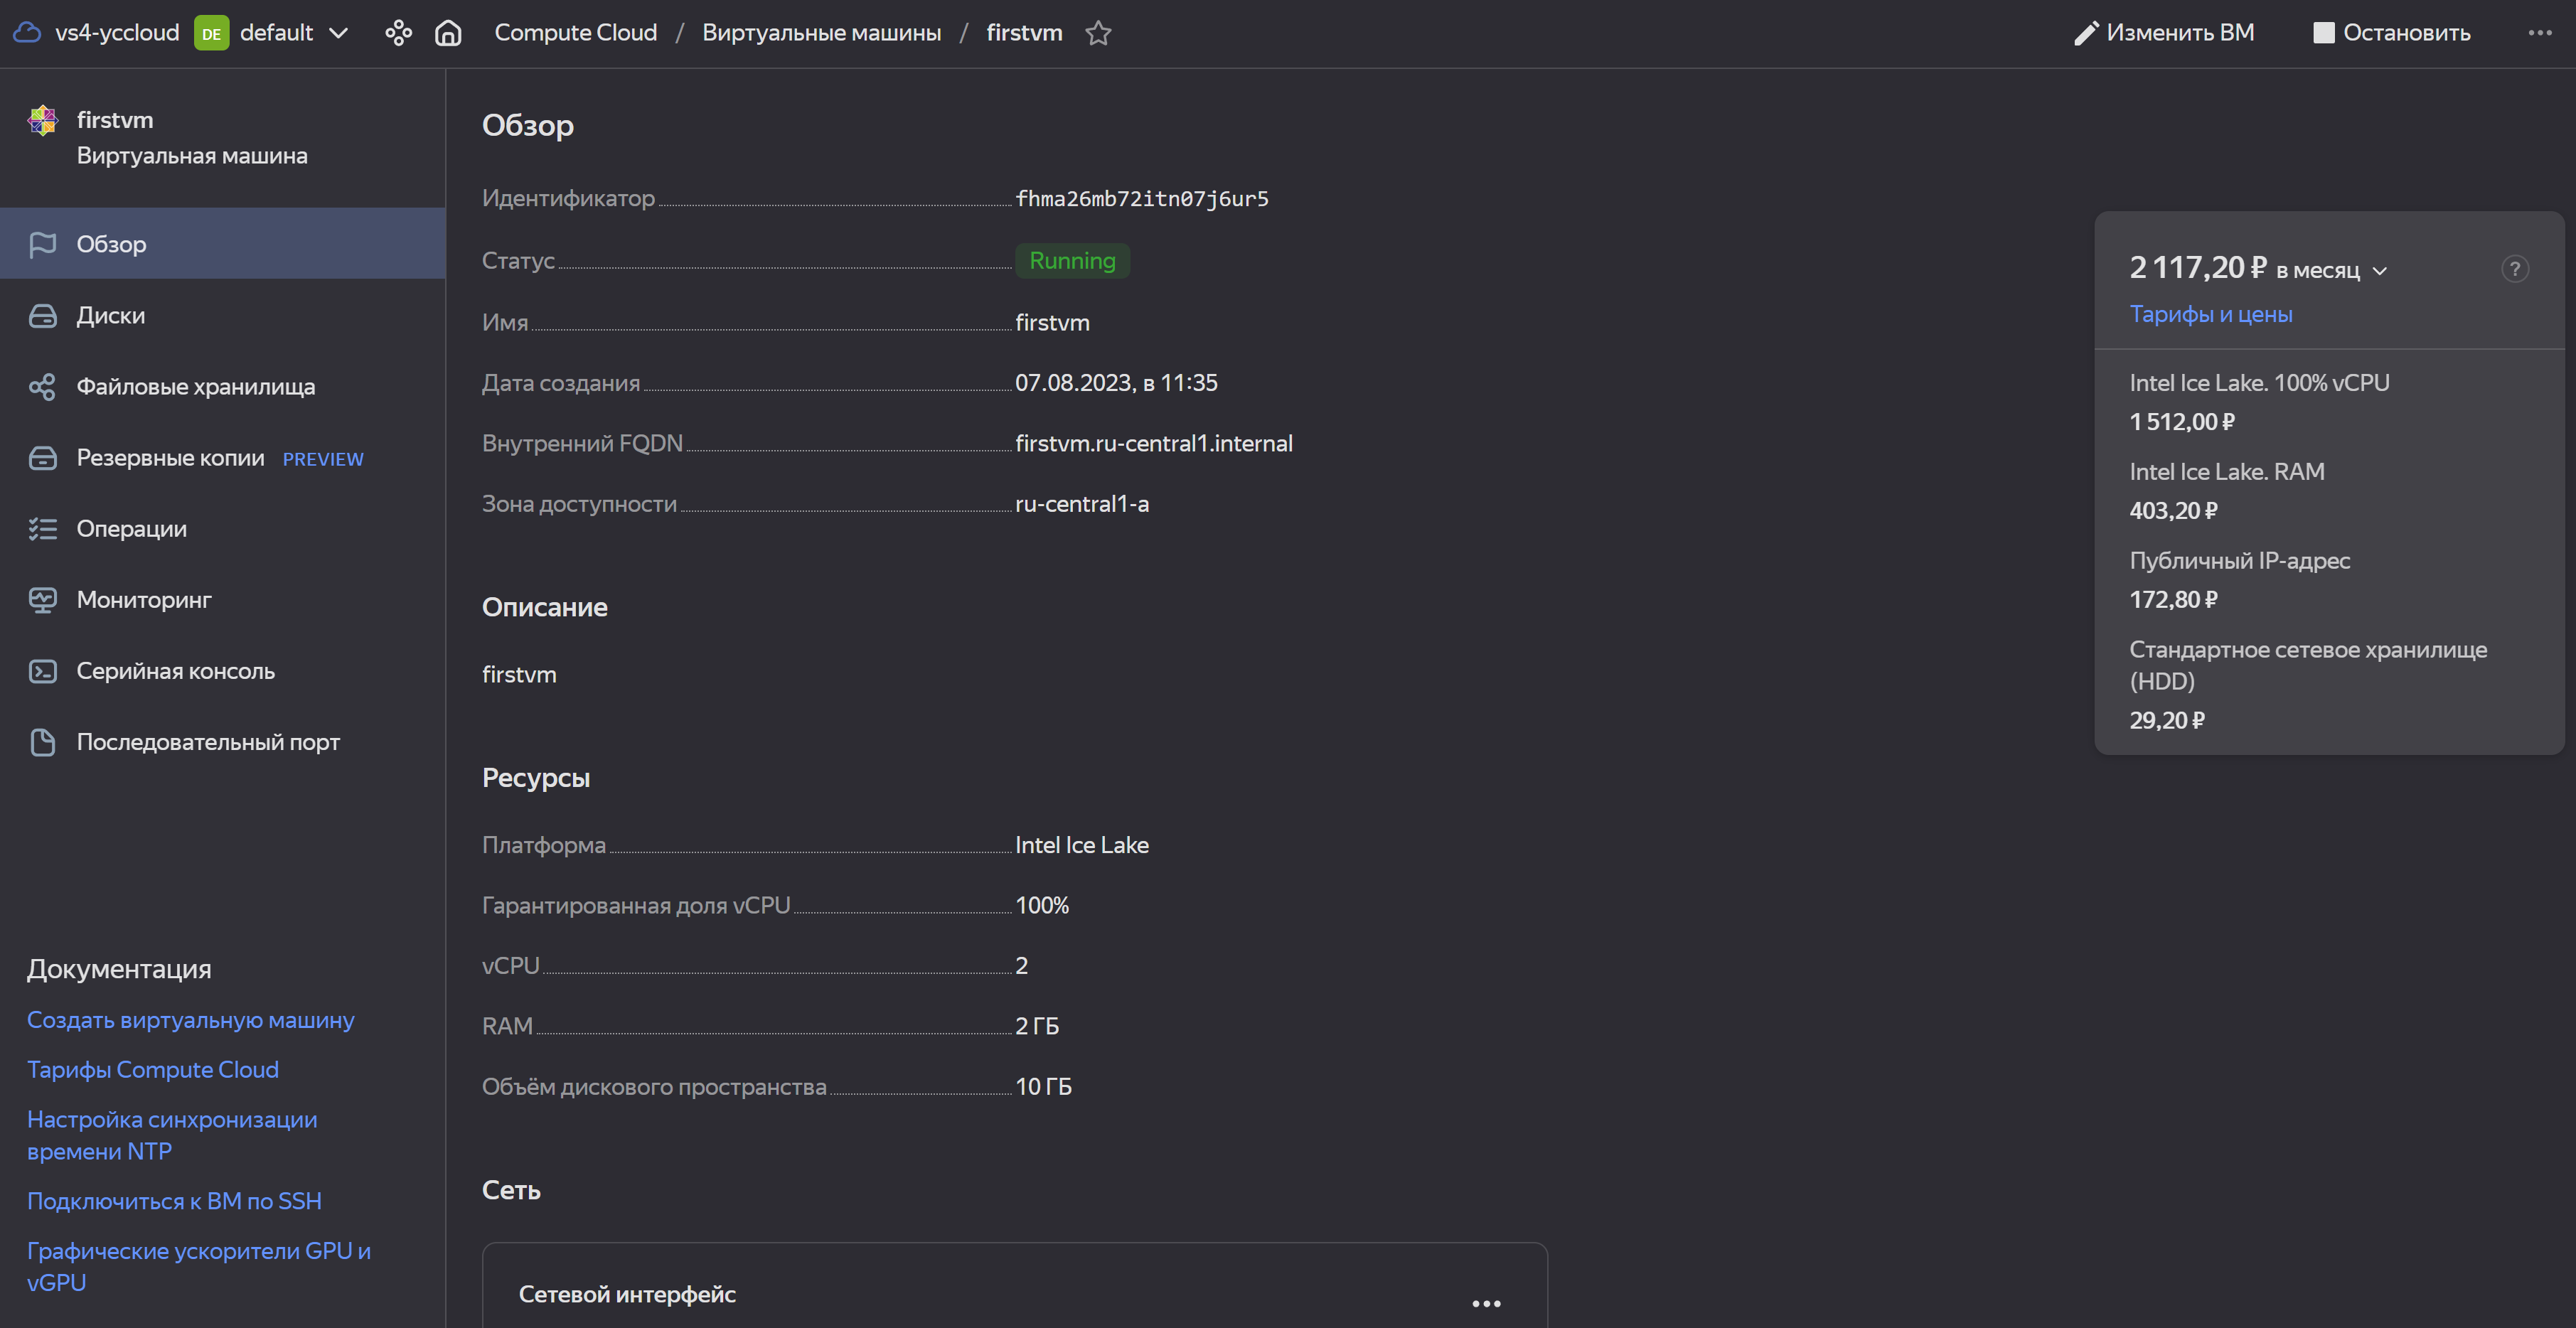 vs4-yccloud DE default Compute Cloud / Виртуальные машины / firstvm Изменить ВМ Остановить
firstvm
Виртуальная машина
Обзор
Диски
Файловые хранилища
Резервные копии PREVIEW
Операции
Мониторинг
Серийная консоль
Последовательный порт
Документация
Создать виртуальную машину
Тарифы Compute Cloud
Настройка синхронизации
времени NTP
Подключиться к ВМ по SSH
Графические ускорители GPU и
vGPU
Обзор
Идентификатор fhma26mb72itn07j6ur5
Статус Running
Имя firstvm
Дата создания 07.08.2023, в 11:35
Внутренний FQDN firstvm.ru-central1.internal
Зона доступности ru-central1-a
Описание
firstvm
Ресурсы
Платформа Intel Ice Lake
Гарантированная доля vCPU 100%
vCPU 2
RAM 2 ГБ
Объём дискового пространства 10 ГБ
Сеть
Сетевой интерфейс
2 117,20 ₽ в месяц ?
Тарифы и цены
Intel Ice Lake. 100% vCPU
1 512,00 ₽
Intel Ice Lake. RAM
403,20 ₽
Публичный IP-адрес
172,80 ₽
Стандартное сетевое хранилище
(HDD)
29,20 ₽